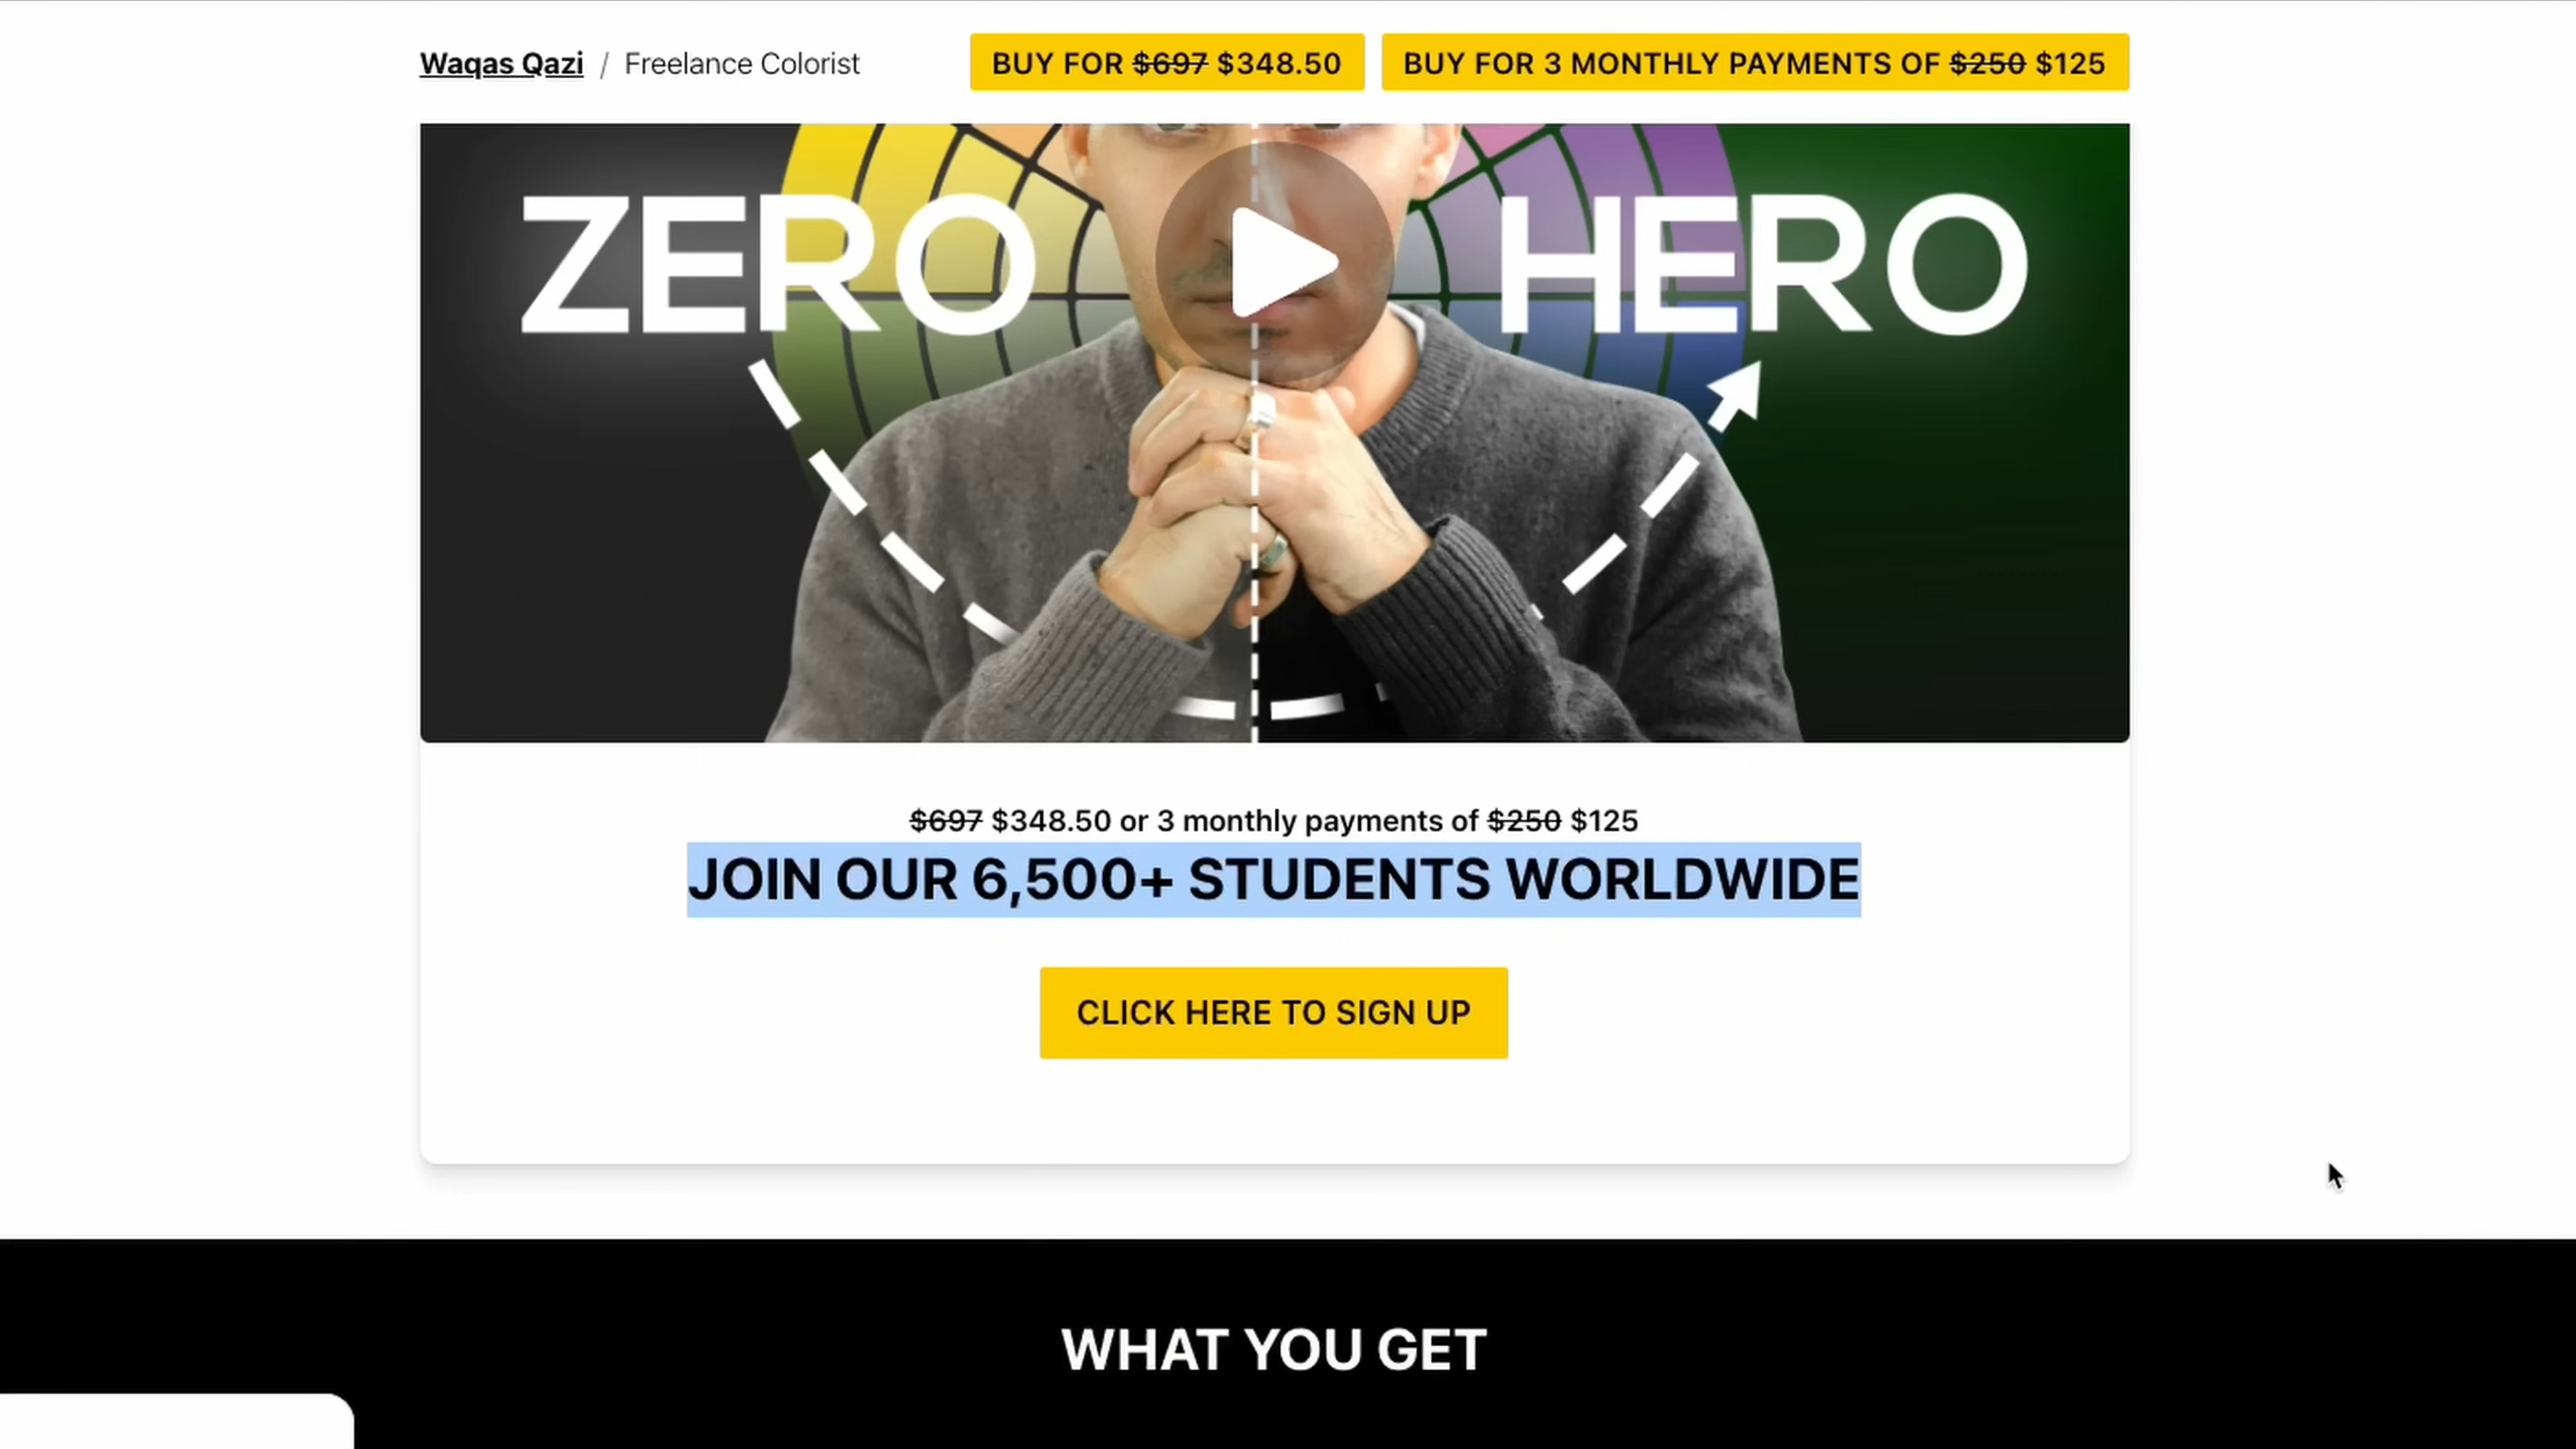 Waqas Qazi / Freelance Colorist
BUY FOR $697 $348.50
BUY FOR 3 MONTHLY PAYMENTS OF $250 $125
ZERO HERO
$697 $348.50 or 3 monthly payments of $250 $125
JOIN OUR 6,500+ STUDENTS WORLDWIDE
CLICK HERE TO SIGN UP
WHAT YOU GET